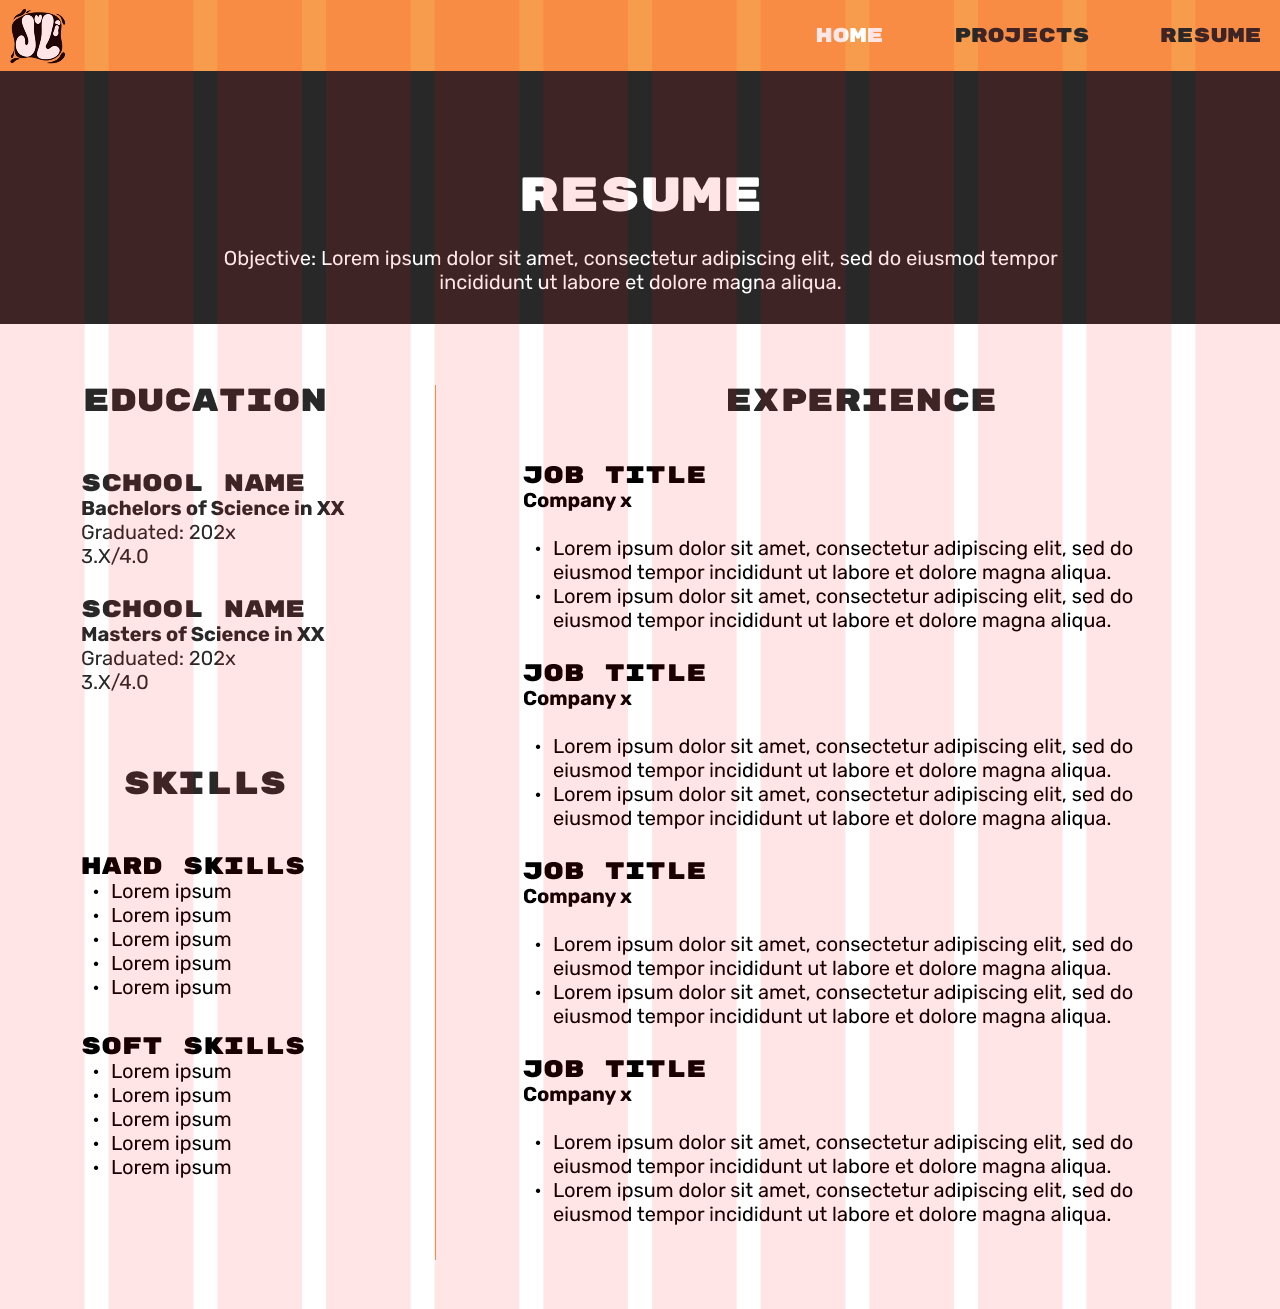 JL
HOME
PROJECTS
RESUME
RESUME
Objective: Lorem ipsum dolor sit amet, consectetur adipiscing elit, sed do eiusmod tempor
incididunt ut labore et dolore magna aliqua.
EDUCATION
SCHOOL NAME
Bachelors of Science in XX
Graduated: 202x
3.X/4.0
SCHOOL NAME
Masters of Science in XX
Graduated: 202x
3.X/4.0
SKILLS
HARD SKILLS
• Lorem ipsum
• Lorem ipsum
• Lorem ipsum
• Lorem ipsum
• Lorem ipsum
SOFT SKILLS
• Lorem ipsum
• Lorem ipsum
• Lorem ipsum
• Lorem ipsum
• Lorem ipsum
EXPERIENCE
JOB TITLE
Company x
• Lorem ipsum dolor sit amet, consectetur adipiscing elit, sed do
eiusmod tempor incididunt ut labore et dolore magna aliqua.
• Lorem ipsum dolor sit amet, consectetur adipiscing elit, sed do
eiusmod tempor incididunt ut labore et dolore magna aliqua.
JOB TITLE
Company x
• Lorem ipsum dolor sit amet, consectetur adipiscing elit, sed do
eiusmod tempor incididunt ut labore et dolore magna aliqua.
• Lorem ipsum dolor sit amet, consectetur adipiscing elit, sed do
eiusmod tempor incididunt ut labore et dolore magna aliqua.
JOB TITLE
Company x
• Lorem ipsum dolor sit amet, consectetur adipiscing elit, sed do
eiusmod tempor incididunt ut labore et dolore magna aliqua.
• Lorem ipsum dolor sit amet, consectetur adipiscing elit, sed do
eiusmod tempor incididunt ut labore et dolore magna aliqua.
JOB TITLE
Company x
• Lorem ipsum dolor sit amet, consectetur adipiscing elit, sed do
eiusmod tempor incididunt ut labore et dolore magna aliqua.
• Lorem ipsum dolor sit amet, consectetur adipiscing elit, sed do
eiusmod tempor incididunt ut labore et dolore magna aliqua.